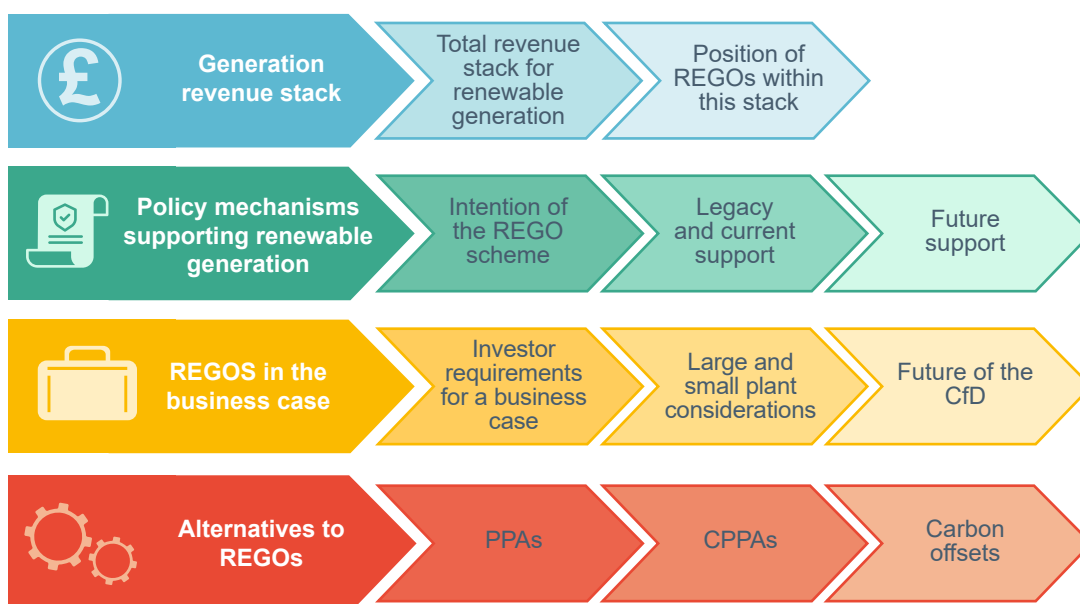 £
Generation
revenue stack
Total revenue
stack for
renewable
generation
Position of
REGOs within
this stack
Policy mechanisms
supporting renewable
generation
Intention of
the REGO
scheme
Legacy
and current
support
Future
support
REGOS in the
business case
Investor
requirements
for a business
case
Large and
small plant
considerations
Future of the
CfD
Alternatives to
REGOs
PPAs
CPPAs
Carbon
offsets